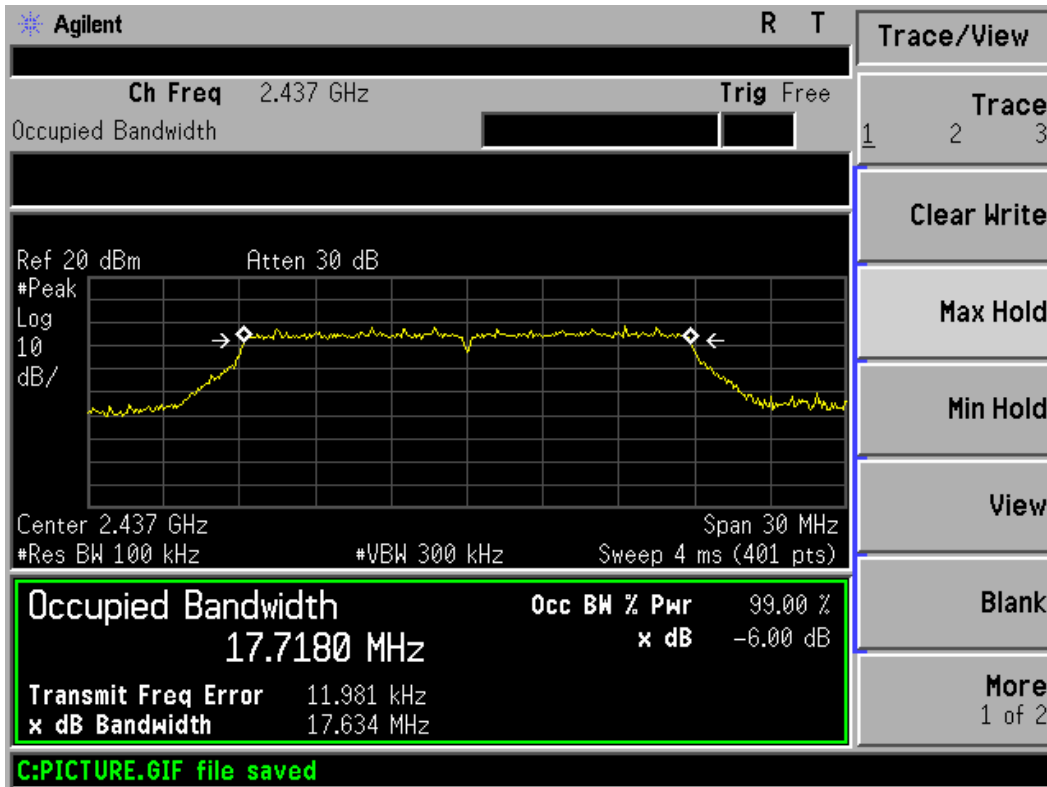 Agilent R T
Ch Freq 2.437 GHz Trig Free
Occupied Bandwidth
Ref 20 dBm Atten 30 dB
#Peak
Log
10
dB/
Center 2.437 GHz Span 30 MHz
#Res BW 100 kHz #VBW 300 kHz Sweep 4 ms (401 pts)
Occupied Bandwidth
17.7180 MHz
Occ BW % Pwr 99.00 %
x dB -6.00 dB
Transmit Freq Error 11.981 kHz
x dB Bandwidth 17.634 MHz
C:PICTURE.GIF file saved
Trace/View
Trace
1 2 3
Clear Write
Max Hold
Min Hold
View
Blank
More
1 of 2